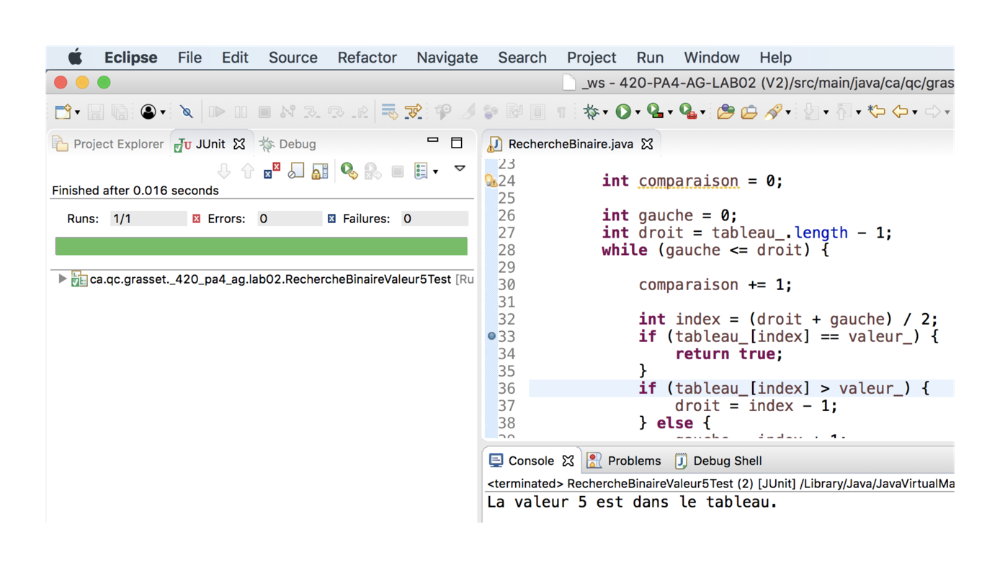 Eclipse File Edit Source Refactor Navigate Search Project Run Window Help
_ws - 420-PA4-AG-LAB02 (V2)/src/main/java/ca/qc/gras
Project Explorer JUnit Debug
Finished after 0.016 seconds
Runs: 1/1 Errors: 0 Failures: 0
ca.qc.grasset._420_pa4_ag.lab02.RechercheBinaireValeur5Test [Ru
RechercheBinaire.java
23
24 int comparaison = 0;
25
26 int gauche = 0;
27 int droit = tableau_.length - 1;
28 while (gauche <= droit) {
29
30 comparaison += 1;
31
32 int index = (droit + gauche) / 2;
33 if (tableau_[index] == valeur_) {
34 return true;
35 }
36 if (tableau_[index] > valeur_) {
37 droit = index - 1;
38 } else {
Console Problems Debug Shell
<terminated> RechercheBinaireValeur5Test (2) [JUnit] /Library/Java/JavaVirtualMa
La valeur 5 est dans le tableau.